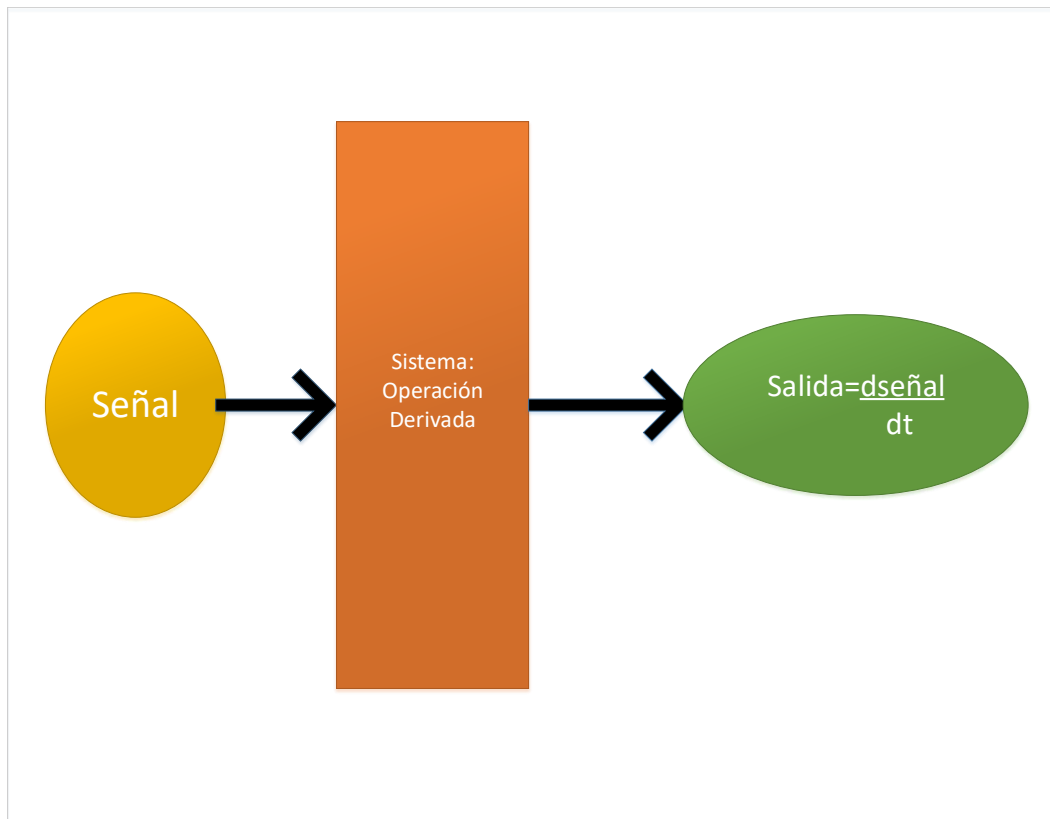 Señal
Sistema:
Operación
Derivada
Salida=dseñal
dt